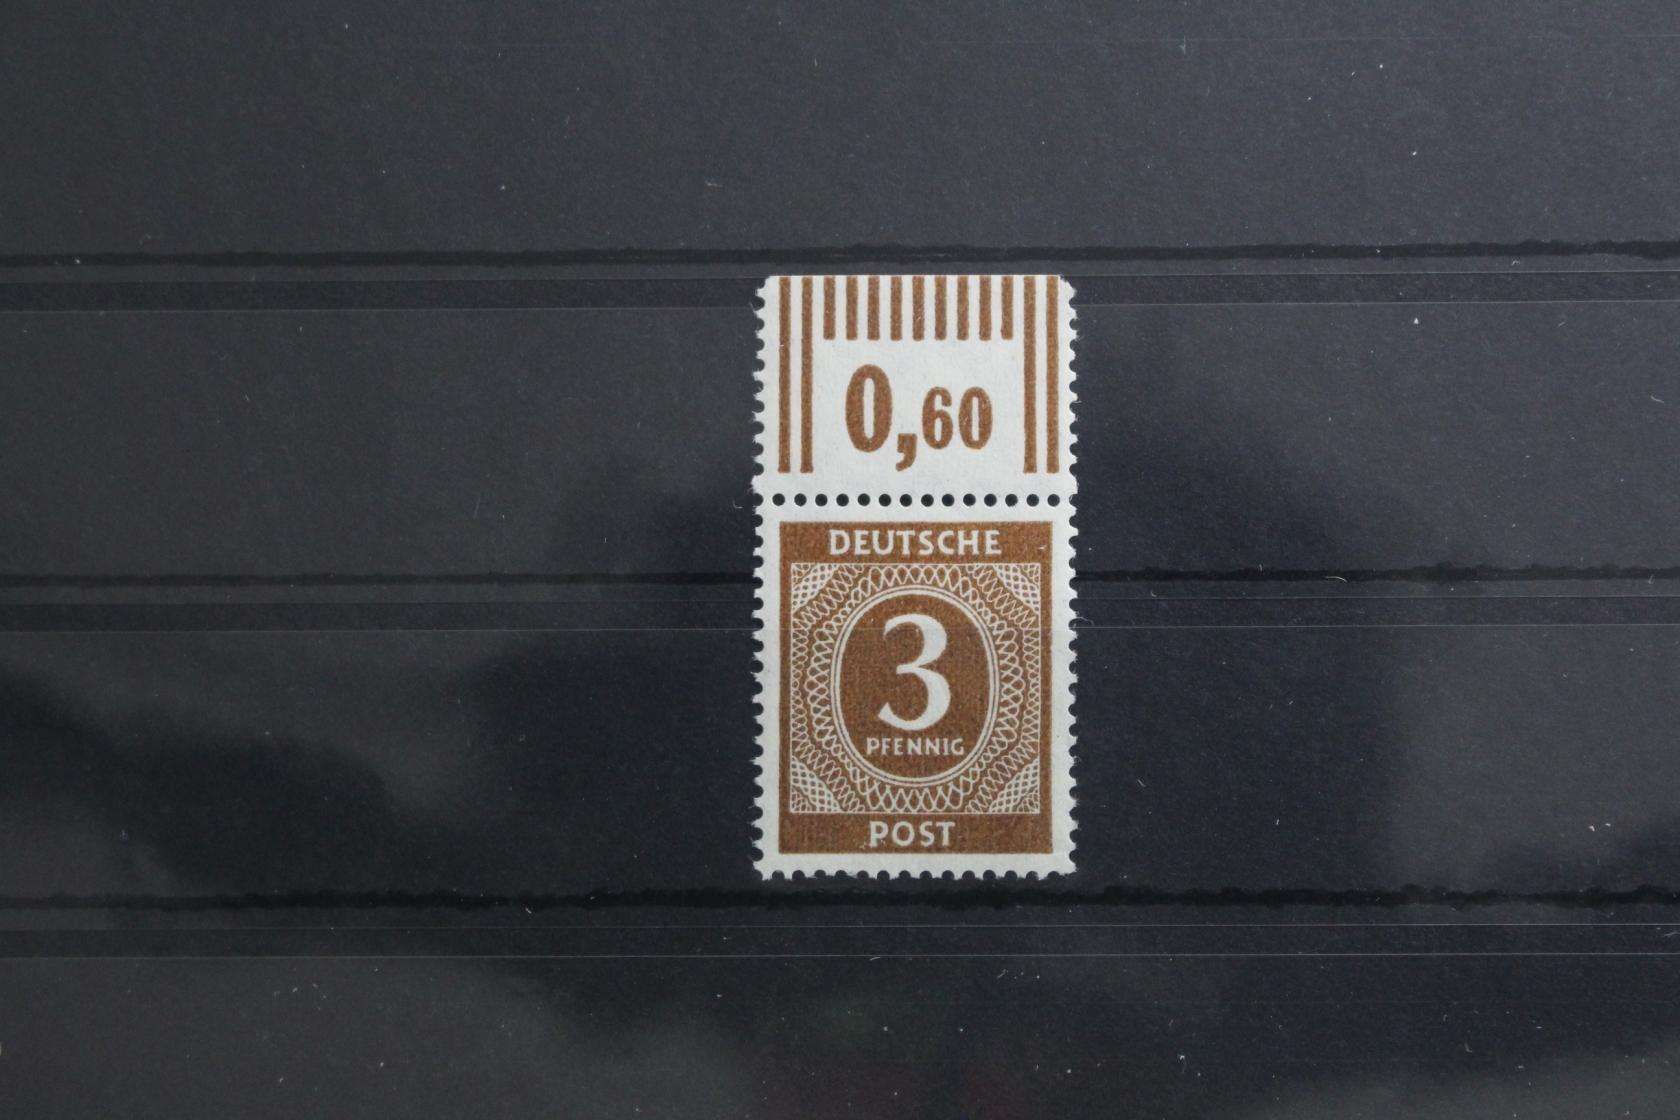 0,60
DEUTSCHE
3
PFENNIG
POST